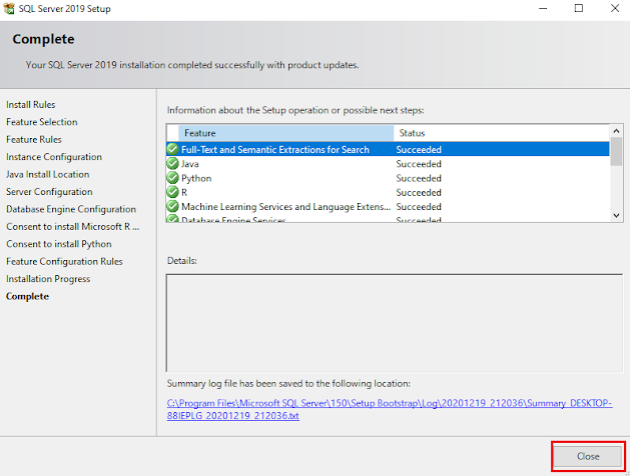 SQL Server 2019 Setup
Complete
Your SQL Server 2019 installation completed successfully with product updates.
Install Rules
Feature Selection
Feature Rules
Instance Configuration
Java Install Location
Server Configuration
Database Engine Configuration
Consent to install Microsoft R ...
Consent to install Python
Feature Configuration Rules
Installation Progress
Complete
Information about the Setup operation or possible next steps:
Feature Status
Full-Text and Semantic Extractions for Search Succeeded
Java Succeeded
Python Succeeded
R Succeeded
Machine Learning Services and Language Extens... Succeeded
Database Engine Services Succeeded
Details:
Summary log file has been saved to the following location:
C:\Program Files\Microsoft SQL Server\150\Setup Bootstrap\Log\20201219_212036\Summary_DESKTOP-
88IEPLG_20201219_212036.txt
Close